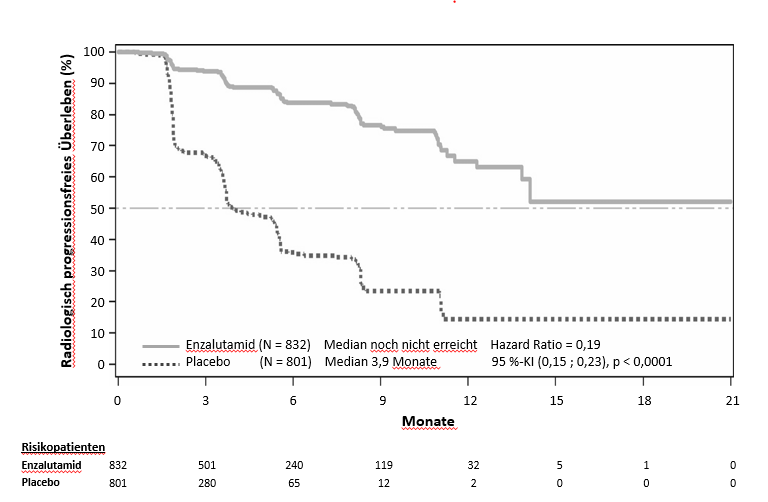 Radiologisch progressionsfreies Überleben (%)
100
90
80
70
60
50
40
30
20
10
0
Enzalutamid (N = 832) Median noch nicht erreicht Hazard Ratio = 0,19
Placebo (N = 801) Median 3,9 Monate 95 %-KI (0,15 ; 0,23), p < 0,0001
0 3 6 9 12 15 18 21
Monate
Risikopatienten
Enzalutamid 832 501 240 119 32 5 1 0
Placebo 801 280 65 12 2 0 0 0